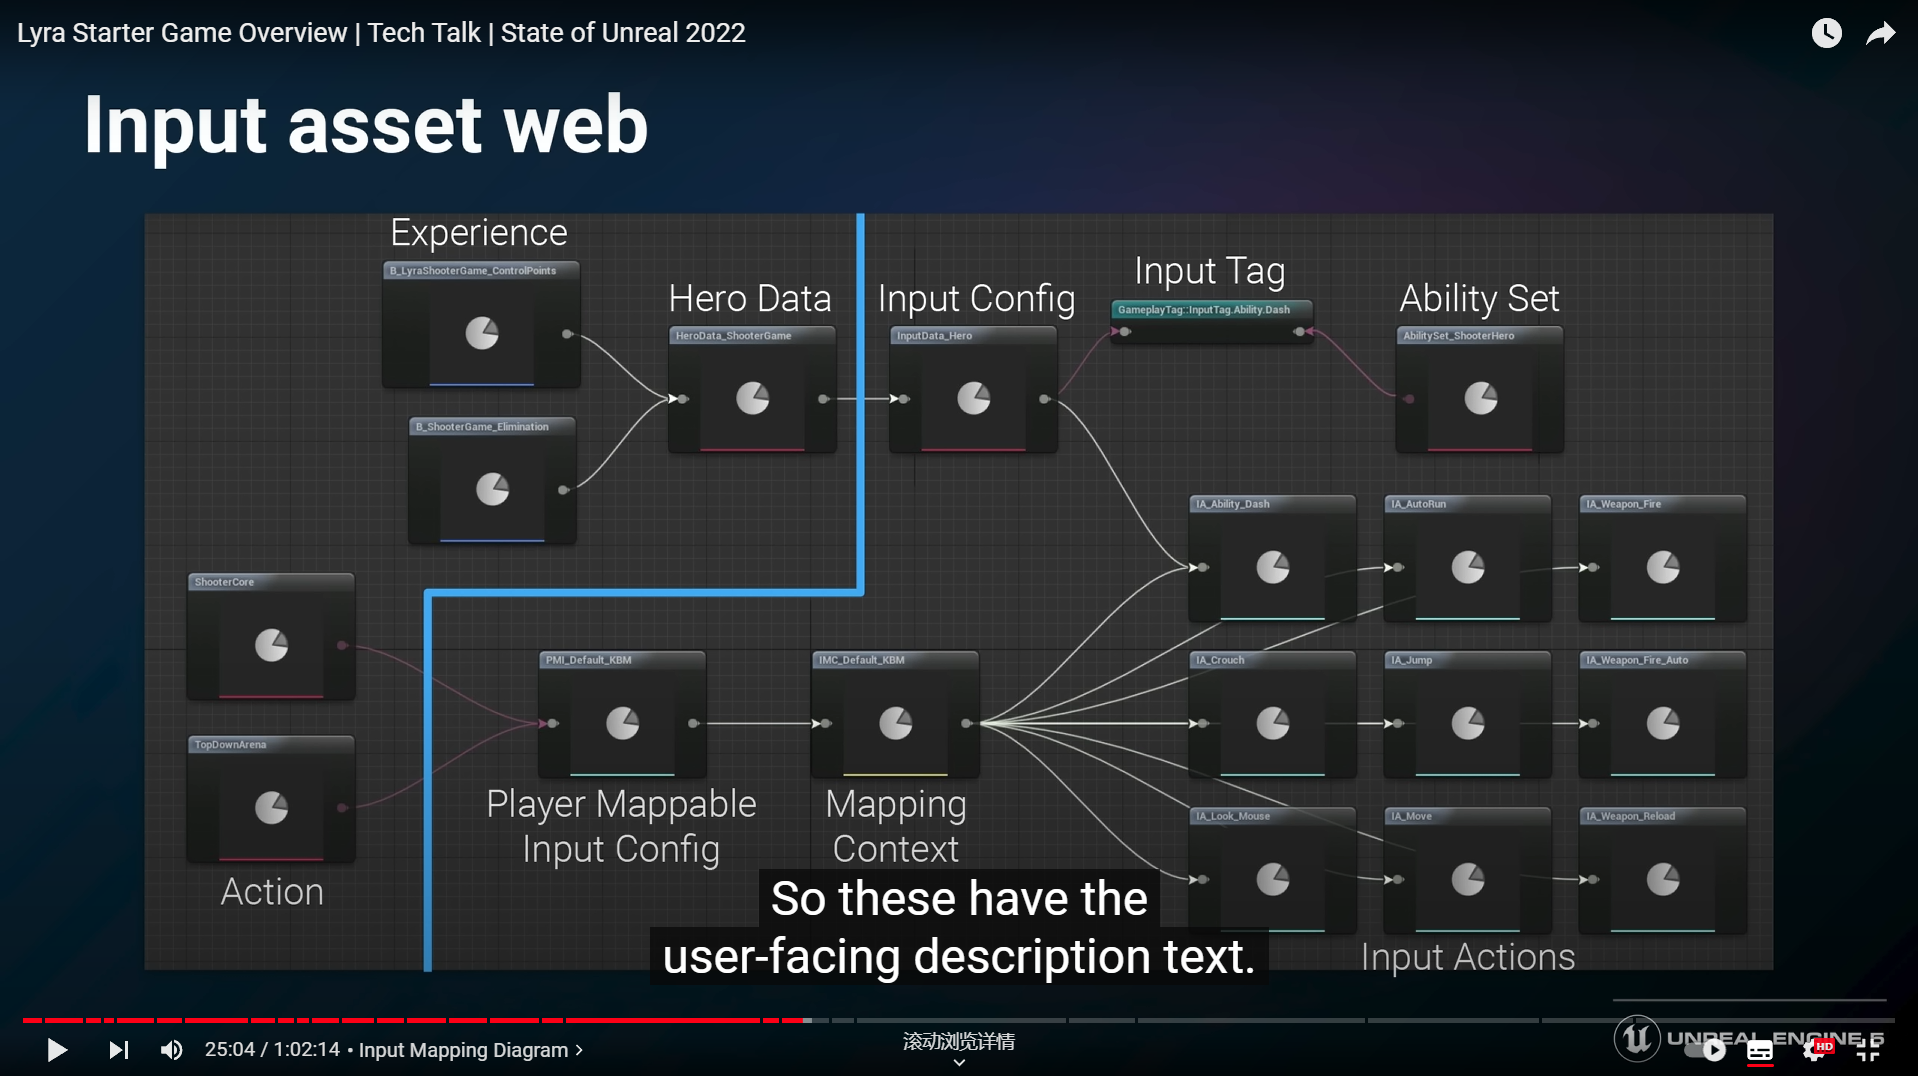 Lyra Starter Game Overview | Tech Talk | State of Unreal 2022
Input asset web
Experience
B_LyraShooterGame_ControlPoints
Hero Data
HeroData_ShooterGame
Input Config
InputData_Hero
Input Tag
GameplayTag::InputTag.Ability.Dash
Ability Set
AbilitySet_ShooterHero
B_ShooterGame_Elimination
IA_Ability_Dash
IA_AutoRun
IA_Weapon_Fire
ShooterCore
PMI_Default_KBM
IMC_Default_KBM
IA_Crouch
IA_Jump
IA_Weapon_Fire_Auto
TopDownArena
Player Mappable
Input Config
Mapping
Context
IA_Look_Mouse
IA_Move
IA_Weapon_Reload
Action
Input Actions
So these have the
user-facing description text.
25:04 / 1:02:14 • Input Mapping Diagram
滚动浏览详情
UNREAL ENGINE 5
HD